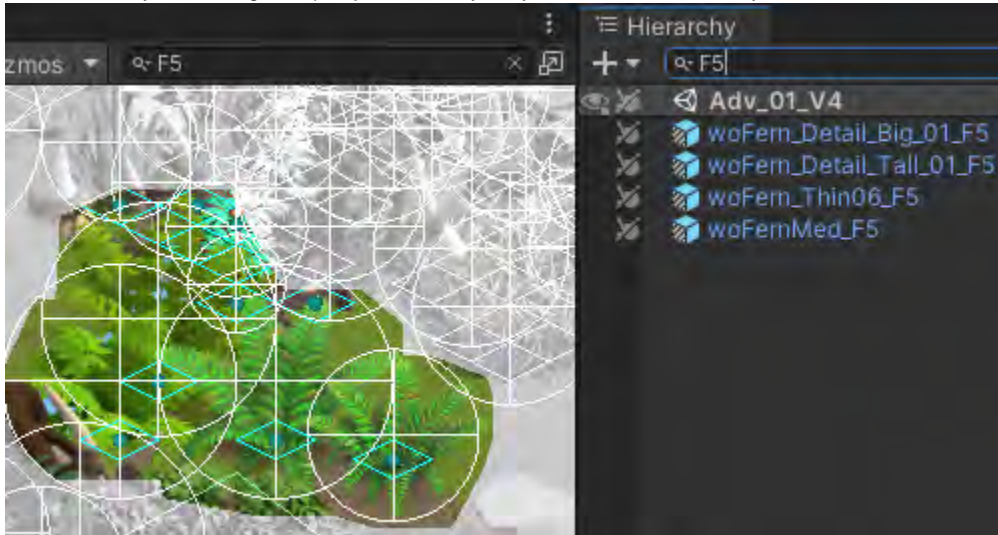 Hierarchy
zmos
F5
F5
Adv_01_V4
woFern_Detail_Big_01_F5
woFern_Detail_Tall_01_F5
woFern_Thin06_F5
woFernMed_F5